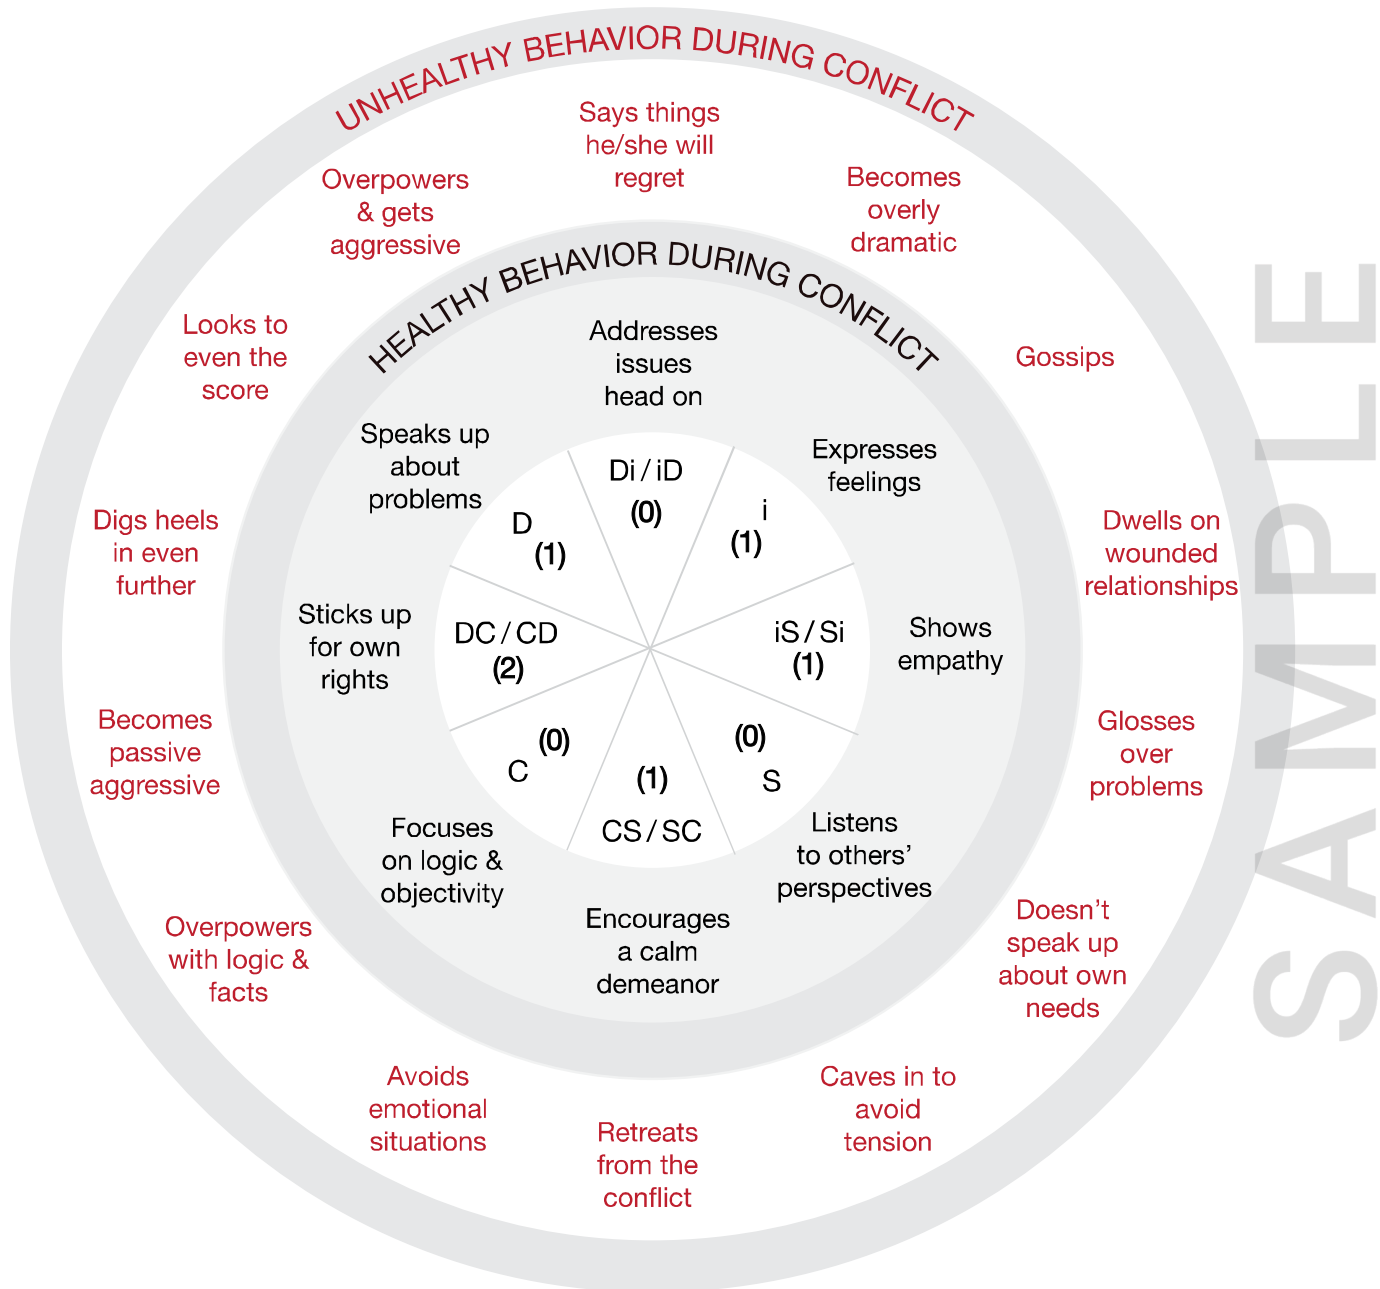 UNHEALTHY BEHAVIOR DURING CONFLICT
Says things
he/she will
regret
Becomes
overly
dramatic
Gossips
Dwells on
wounded
relationships
Glosses
over
problems
Doesn't
speak up
about own
needs
Caves in to
avoid
tension
Retreats
from the
conflict
Avoids
emotional
situations
Overpowers
with logic &
facts
Becomes
passive
aggressive
Digs heels
in even
further
Looks to
even the
score
Overpowers
& gets
aggressive
HEALTHY BEHAVIOR DURING CONFLICT
Addresses
issues
head on
Expresses
feelings
Shows
empathy
Listens
to others'
perspectives
Encourages
a calm
demeanor
Focuses
on logic &
objectivity
Sticks up
for own
rights
Speaks up
about
problems
Di / iD
(0)
i
(1)
iS / Si
(1)
(0)
S
(1)
CS / SC
(0)
C
DC / CD
(2)
D
(1)
SAMPLE